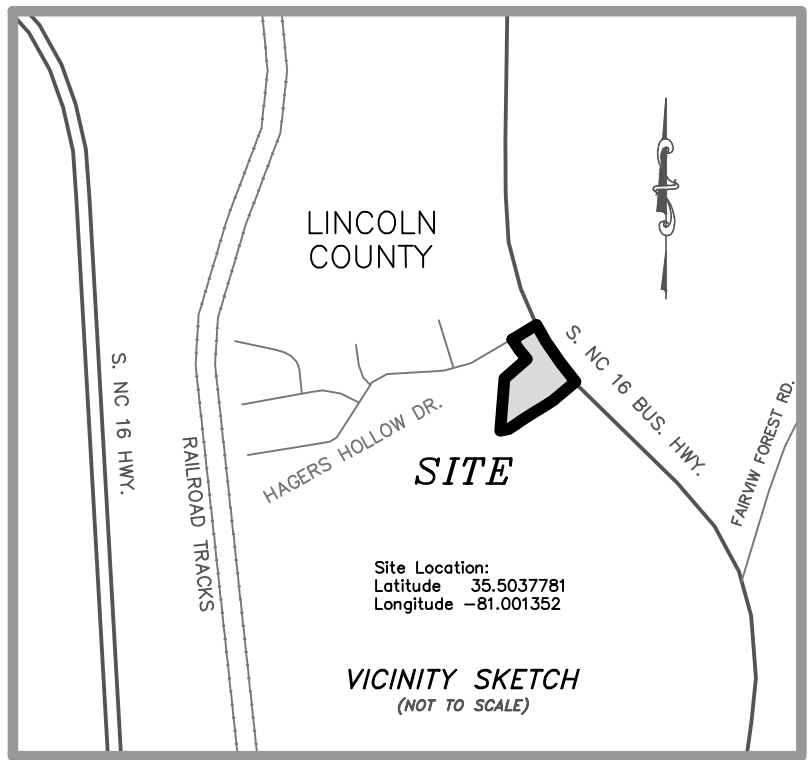 LINCOLN
COUNTY
S. NC 16 HWY.
RAILROAD TRACKS
HAGERS HOLLOW DR.
S. NC 16 BUS. HWY.
FAIRVIW FOREST RD.
SITE
Site Location:
Latitude 35.5037781
Longitude -81.001352
VICINITY SKETCH
(NOT TO SCALE)